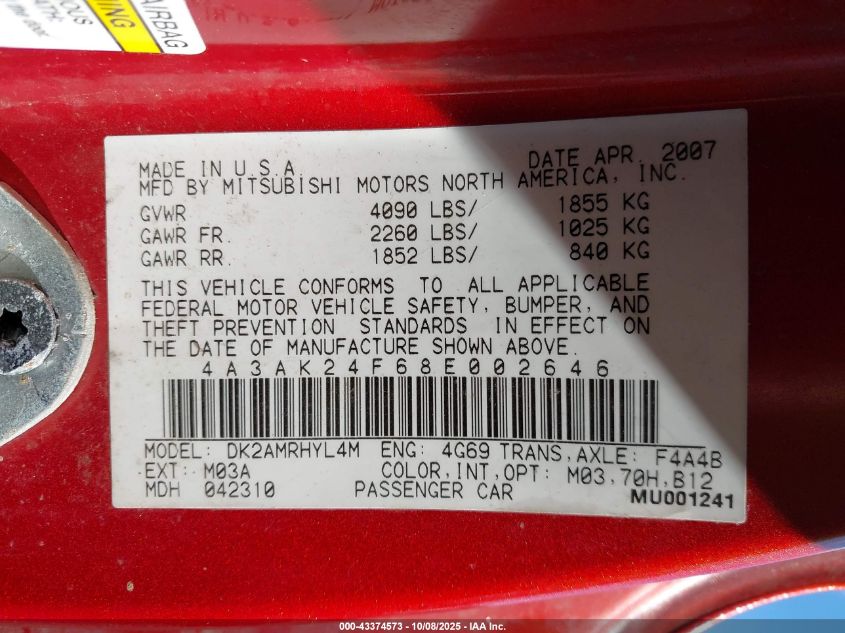 AIRBAG
MADE IN U.S.A
DATE APR. 2007
MFD BY MITSUBISHI MOTORS NORTH AMERICA, INC.
GVWR 4090 LBS/ 1855 KG
GAWR FR. 2260 LBS/ 1025 KG
GAWR RR. 1852 LBS/ 840 KG
THIS VEHICLE CONFORMS TO ALL APPLICABLE
FEDERAL MOTOR VEHICLE SAFETY, BUMPER, AND
THEFT PREVENTION STANDARDS IN EFFECT ON
THE DATE OF MANUFACTURE SHOWN ABOVE.
4A3AK24F68E002646
MODEL: DK2AMRHYL4M ENG: 4G69 TRANS,AXLE: F4A4B
EXT: M03A COLOR,INT,OPT: M03,70H,B12
MDH 042310 PASSENGER CAR MU001241
000-43374573 - 10/08/2025 - IAA Inc.